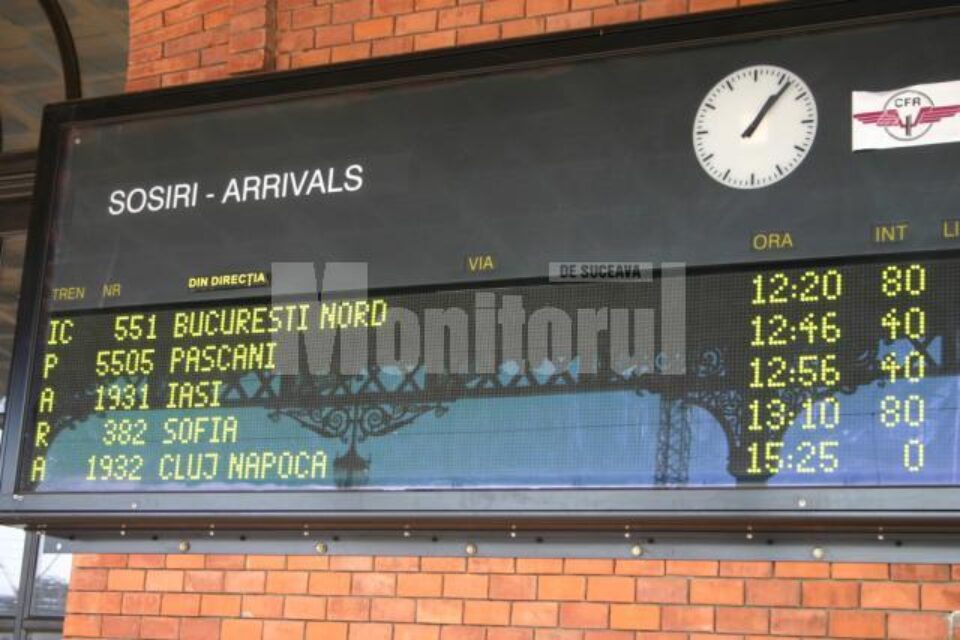 CFR
SOSIRI - ARRIVALS
TREN NR DIN DIRECȚIA VIA ORA INT LI
Monitorul
DE SUCEAVA
IC 551 BUCURESTI NORD 12:20 80
P 5505 PASCANI 12:46 40
A 1931 IASI 12:56 40
R 382 SOFIA 13:10 80
A 1932 CLUJ NAPOCA 15:25 0